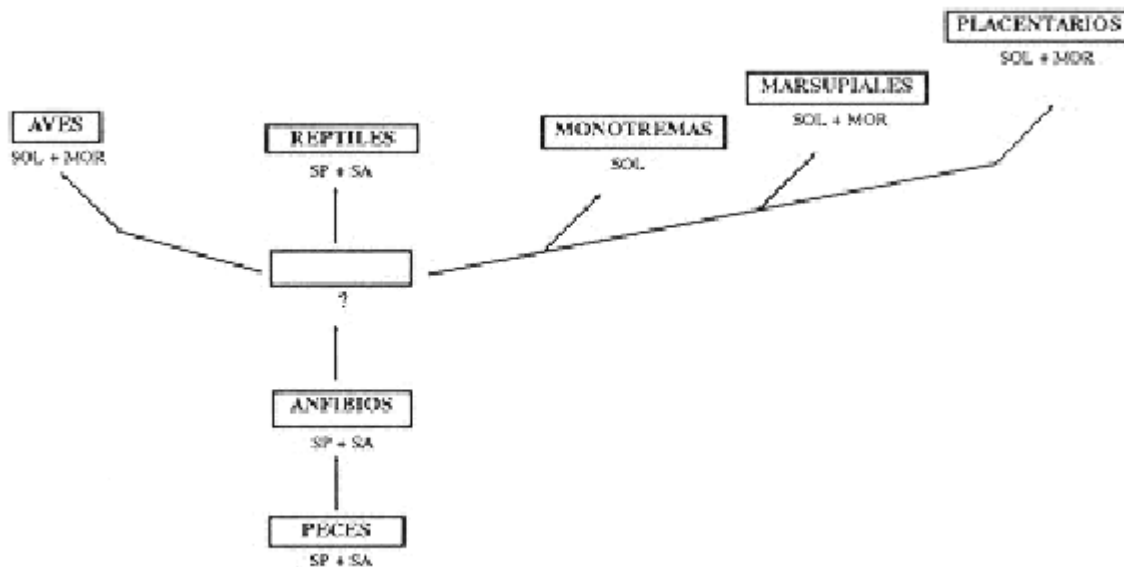 PLACENTARIOS
SOL + MOR
MARSUPIALES
SOL + MOR
AVES
SOL + MOR
REPTILES
SP + SA
MONOTREMAS
SOL
?
ANFIBIOS
SP + SA
PECES
SP + SA